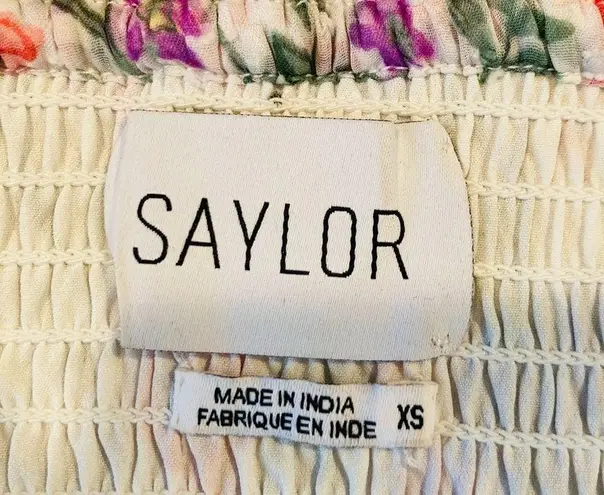 SAYLOR
MADE IN INDIA
FABRIQUE EN INDE
XS